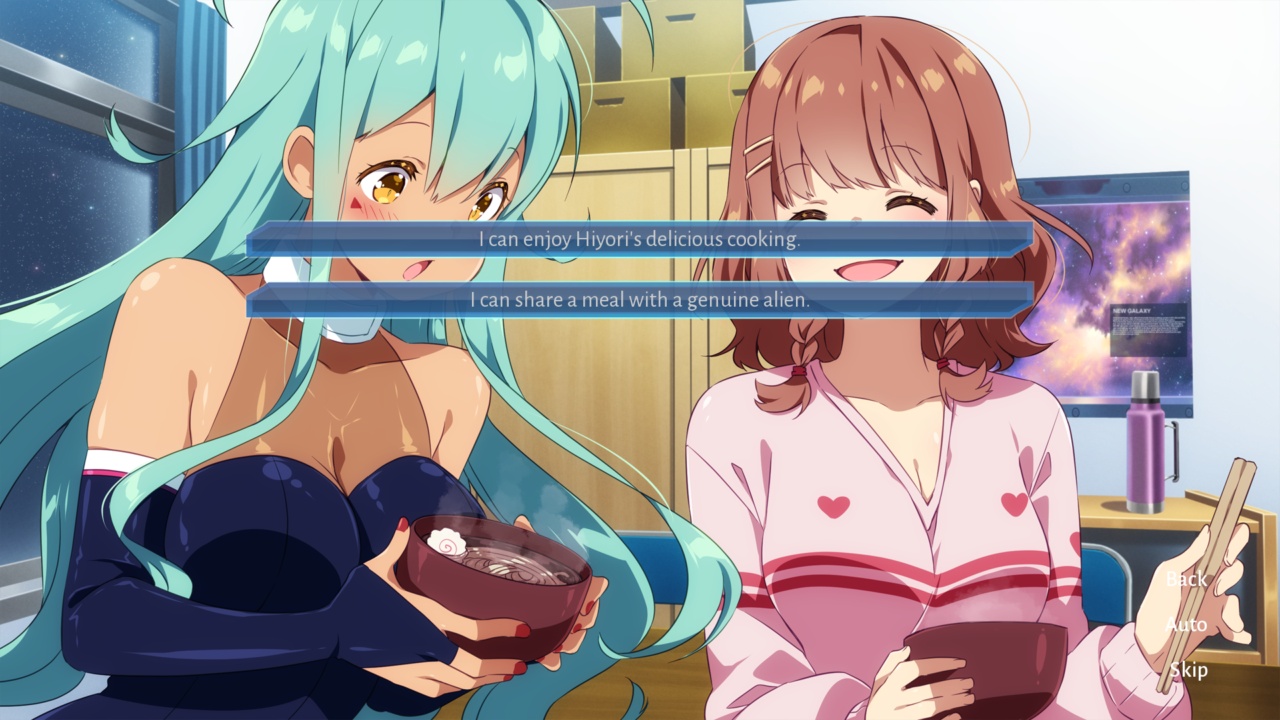 I can enjoy Hiyori's delicious cooking.
I can share a meal with a genuine alien.
NEW GALAXY
Back
Auto
Skip